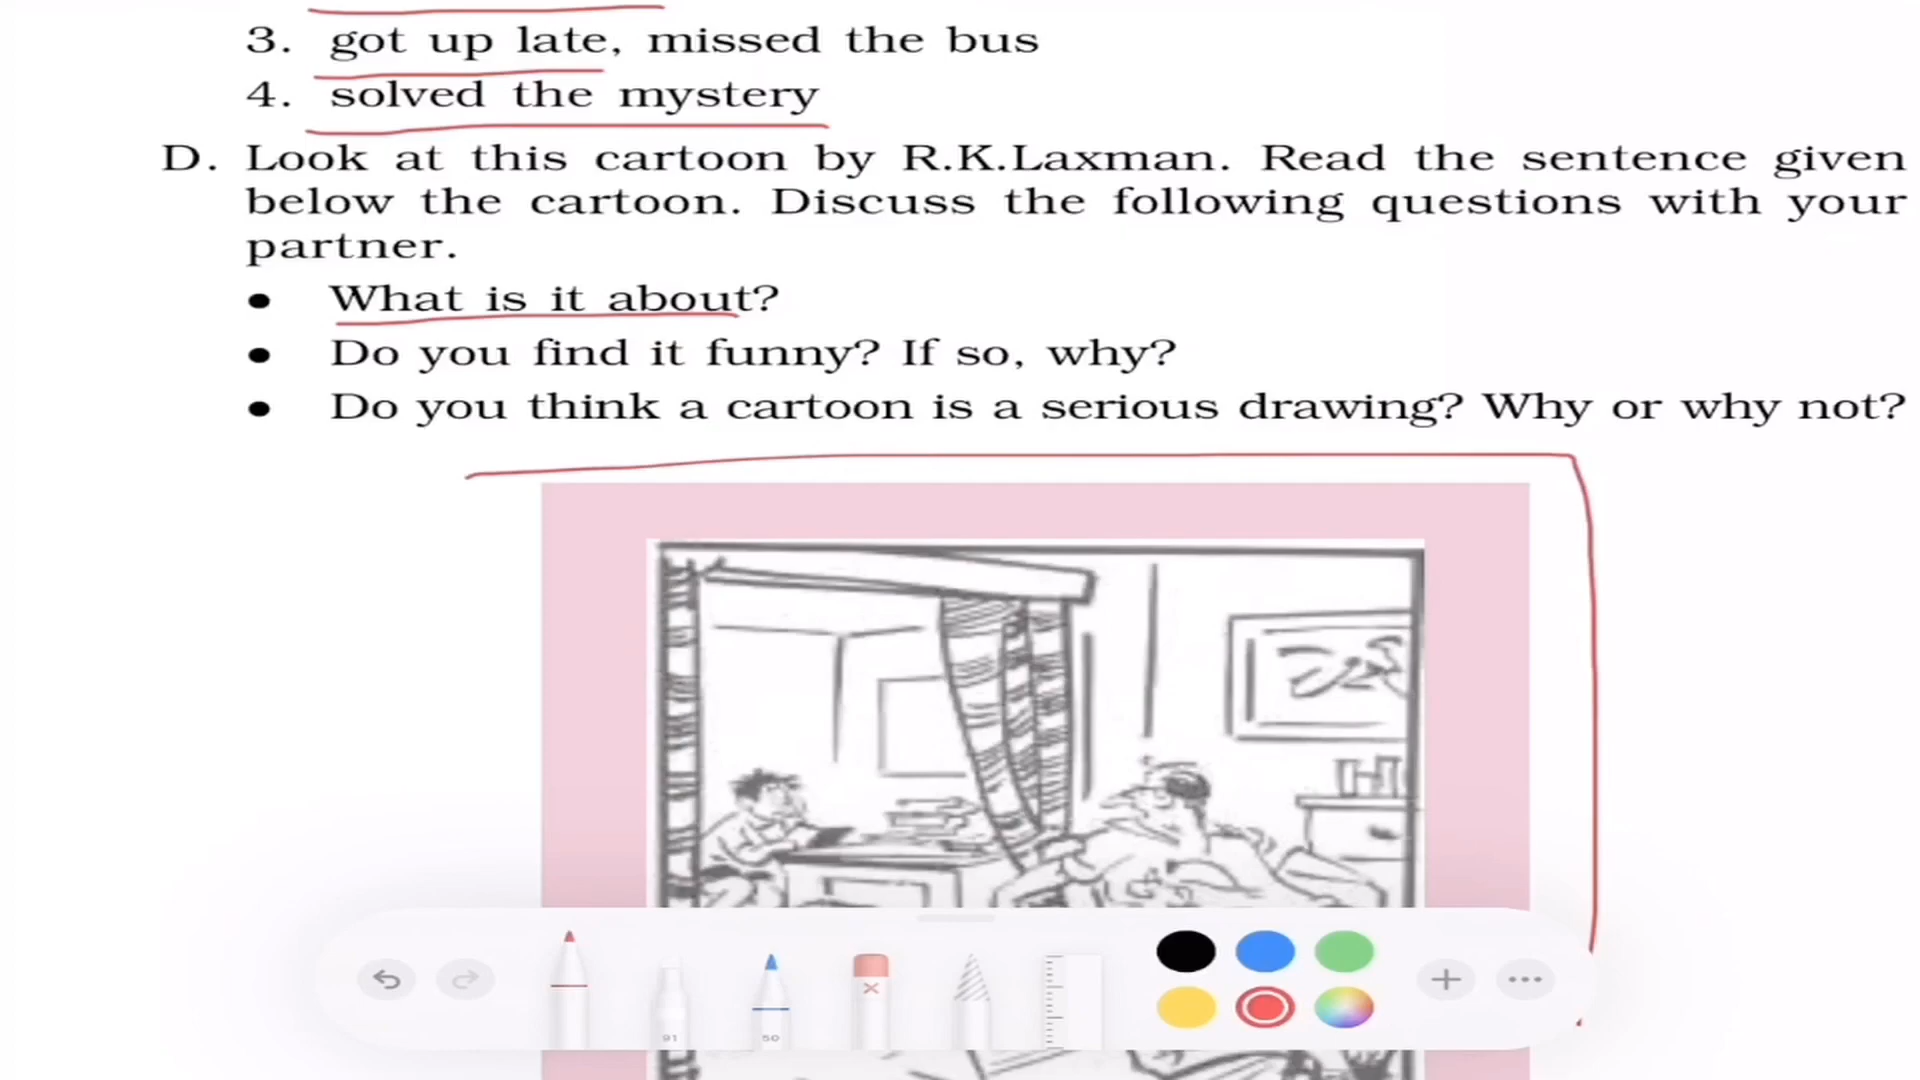 3. got up late, missed the bus
4. solved the mystery
D. Look at this cartoon by R.K.Laxman. Read the sentence given
below the cartoon. Discuss the following questions with your
partner.
● What is it about?
● Do you find it funny? If so, why?
● Do you think a cartoon is a serious drawing? Why or why not?
91
50